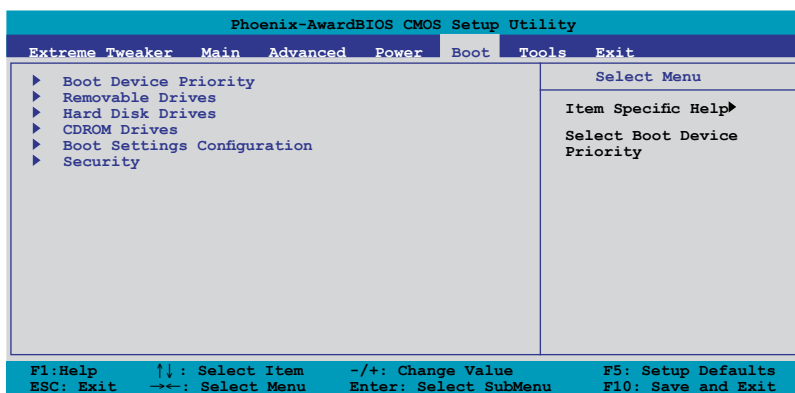 Phoenix-AwardBIOS CMOS Setup Utility
Extreme Tweaker Main Advanced Power Boot Tools Exit
Boot Device Priority
Removable Drives
Hard Disk Drives
CDROM Drives
Boot Settings Configuration
Security
Select Menu
Item Specific Help
Select Boot Device
Priority
F1:Help ↑↓: Select Item -/+: Change Value F5: Setup Defaults
ESC: Exit →←: Select Menu Enter: Select SubMenu F10: Save and Exit